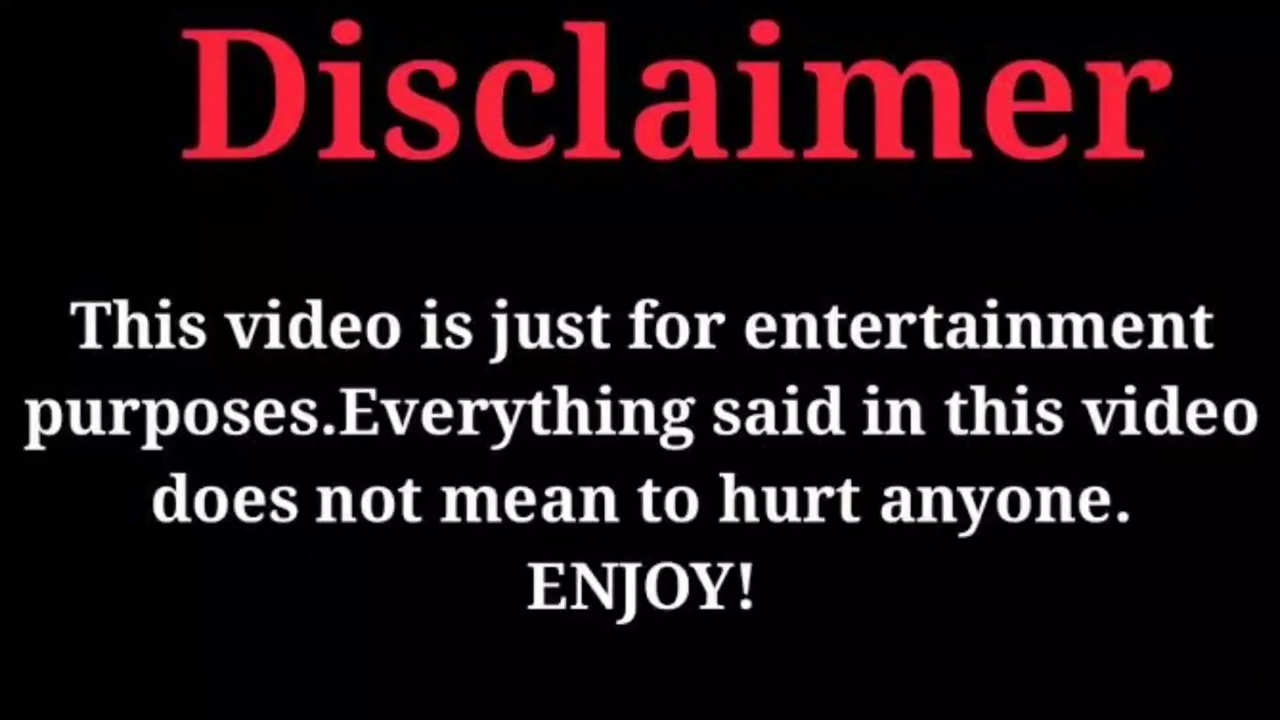 Disclaimer
This video is just for entertainment
purposes.Everything said in this video
does not mean to hurt anyone.
ENJOY!